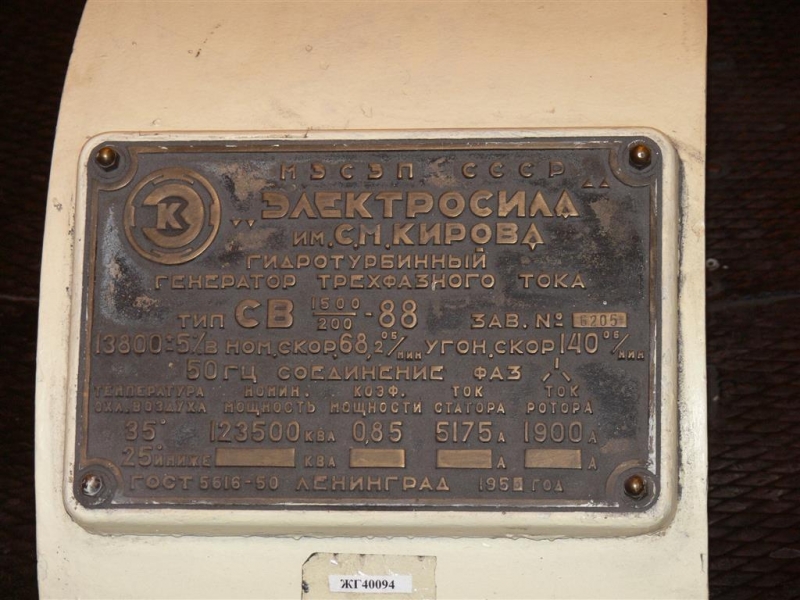 МЭСЭП СССР
ЭК
„ЭЛЕКТРОСИЛА"
ИМ. С.М. КИРОВА
ГИДРОТУРБИННЫЙ
ГЕНЕРАТОР ТРЕХФАЗНОГО ТОКА
ТИП СВ 1500/200-88 ЗАВ. № 6205
13800±5% В НОМ. СКОР. 68,2 ОБ/МИН УГОН. СКОР 140 ОБ/МИН
50 ГЦ СОЕДИНЕНИЕ ФАЗ
ТЕМПЕРАТУРА НОМИН. КОЭФ. ТОК ТОК
ОХЛ. ВОЗДУХА МОЩНОСТЬ МОЩНОСТИ СТАТОРА РОТОРА
35° 123500 КВА 0,85 5175 А 1900 А
25° И НИЖЕ КВА А А
ГОСТ 5616-50 ЛЕНИНГРАД ГОД
ЖГ40094